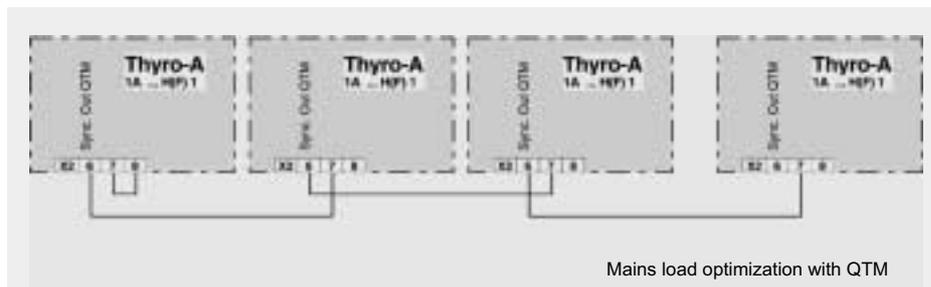 Thyro-A
1A ... H(F) 1
Sync. Out QTM
X2 6 7 8
Thyro-A
1A ... H(F) 1
Sync. Out QTM
X2 6 7 8
Thyro-A
1A ... H(F) 1
Sync. Out QTM
X2 6 7 8
Thyro-A
1A ... H(F) 1
Sync. Out QTM
X2 6 7 8
Mains load optimization with QTM